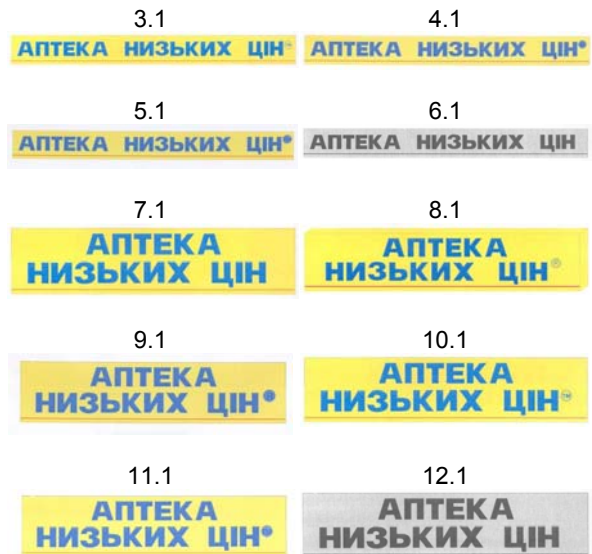 3.1 4.1
АПТЕКА НИЗЬКИХ ЦІН™ АПТЕКА НИЗЬКИХ ЦІН®
5.1 6.1
АПТЕКА НИЗЬКИХ ЦІН® АПТЕКА НИЗЬКИХ ЦІН
7.1 8.1
АПТЕКА АПТЕКА
НИЗЬКИХ ЦІН НИЗЬКИХ ЦІН®
9.1 10.1
АПТЕКА АПТЕКА
НИЗЬКИХ ЦІН® НИЗЬКИХ ЦІН™
11.1 12.1
АПТЕКА АПТЕКА
НИЗЬКИХ ЦІН® НИЗЬКИХ ЦІН